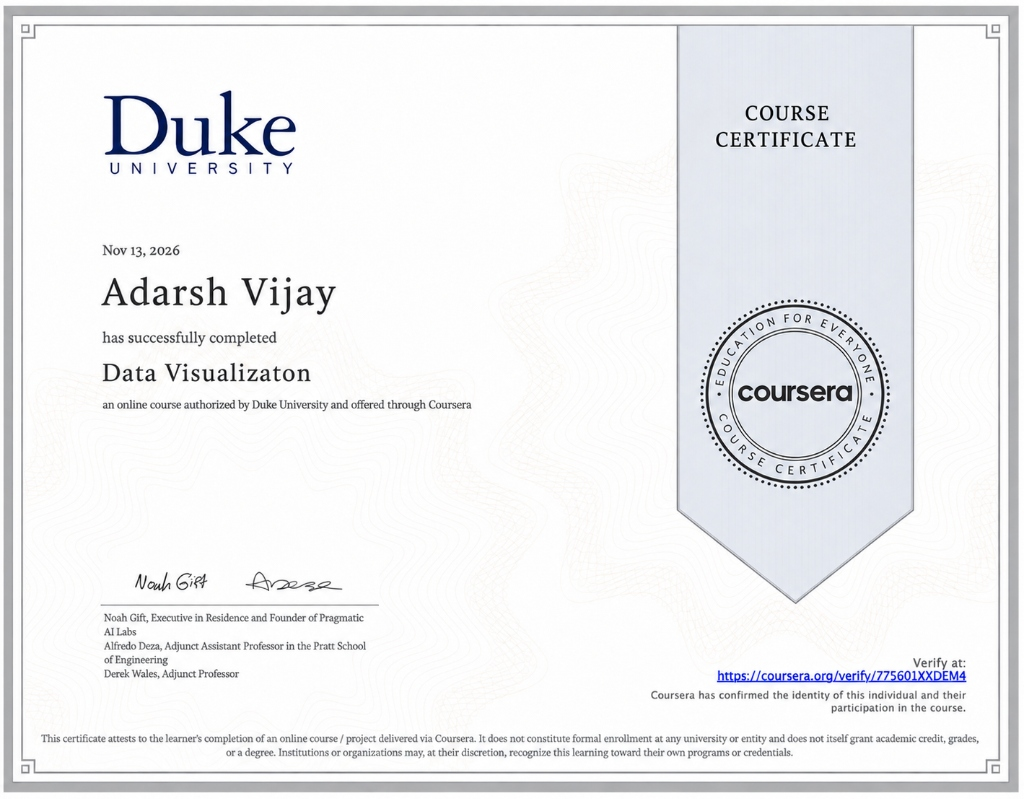 Duke
UNIVERSITY
COURSE
CERTIFICATE
Nov 13, 2026
Adarsh Vijay
has successfully completed
Data Visualizaton
an online course authorized by Duke University and offered through Coursera
EDUCATION FOR EVERYONE
coursera
COURSE CERTIFICATE
Noah Gift
Noah Gift, Executive in Residence and Founder of Pragmatic
AI Labs
Alfredo Deza, Adjunct Assistant Professor in the Pratt School
of Engineering
Derek Wales, Adjunct Professor
Verify at:
https://coursera.org/verify/775601XXDEM4
Coursera has confirmed the identity of this individual and their
participation in the course.
This certificate attests to the learner's completion of an online course / project delivered via Coursera. It does not constitute formal enrollment at any university or entity and does not itself grant academic credit, grades,
or a degree. Institutions or organizations may, at their discretion, recognize this learning toward their own programs or credentials.